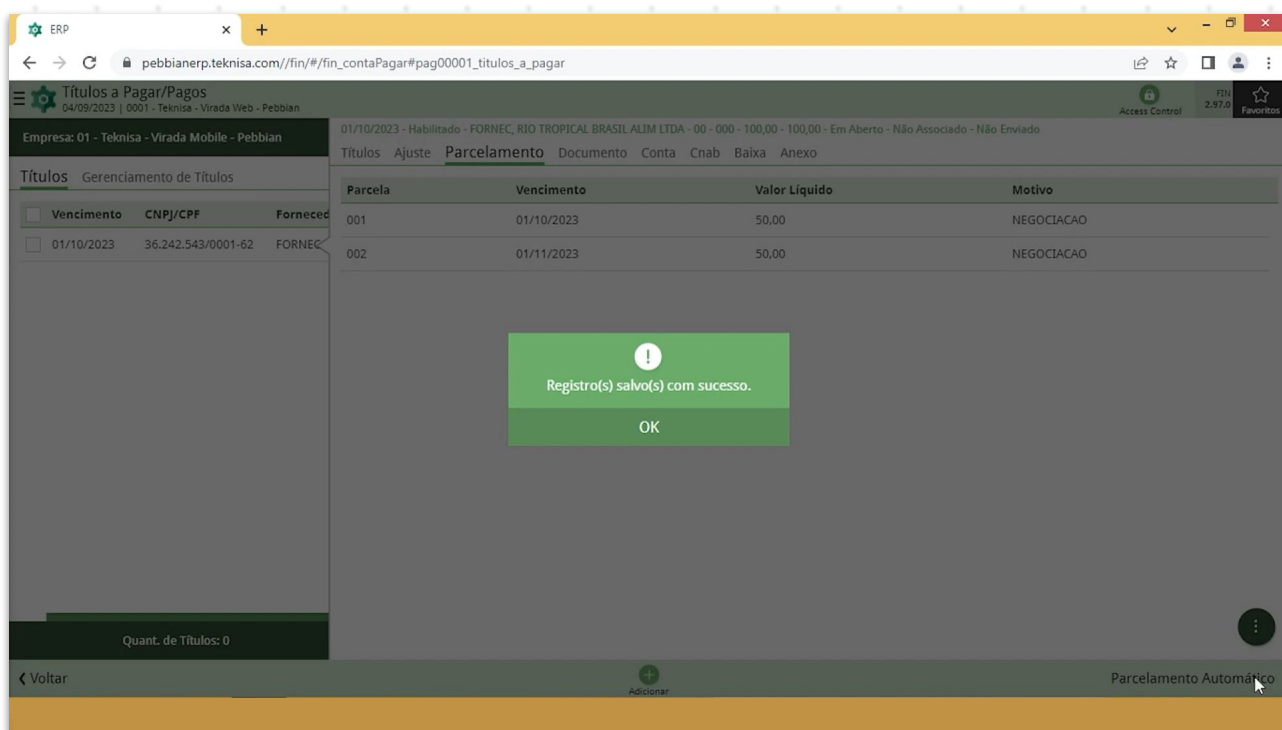 ERP
pebbianerp.teknisa.com//fin/#/fin_contaPagar#pag00001_titulos_a_pagar
Títulos a Pagar/Pagos
04/09/2023 | 0001 - Teknisa - Virada Web - Pebbian
Access Control
FIN
2.97.0
Favoritos
Empresa: 01 - Teknisa - Virada Mobile - Pebbian
01/10/2023 - Habilitado - FORNEC, RIO TROPICAL BRASIL ALIM LTDA - 00 - 000 - 100,00 - 100,00 - Em Aberto - Não Associado - Não Enviado
Títulos Ajuste Parcelamento Documento Conta Cnab Baixa Anexo
Títulos Gerenciamento de Títulos
Vencimento CNPJ/CPF Forneced
01/10/2023 36.242.543/0001-62 FORNEC
Parcela Vencimento Valor Líquido Motivo
001 01/10/2023 50,00 NEGOCIACAO
002 01/11/2023 50,00 NEGOCIACAO
Registro(s) salvo(s) com sucesso.
OK
Quant. de Títulos: 0
Voltar
Adicionar
Parcelamento Automático